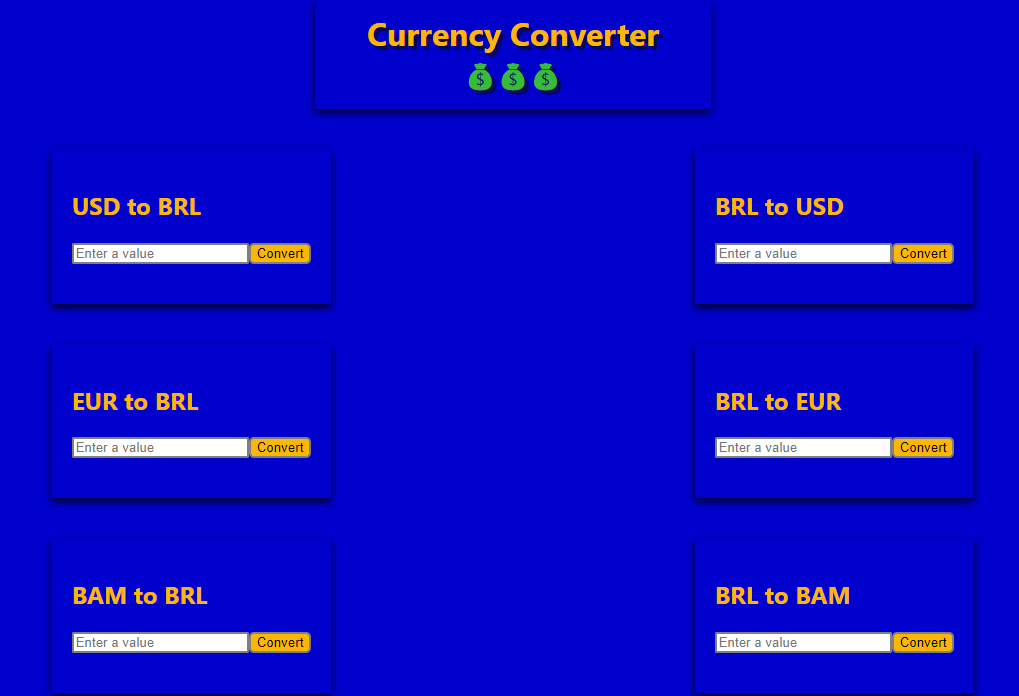 Currency Converter
💰💰💰
USD to BRL
Enter a value Convert
BRL to USD
Enter a value Convert
EUR to BRL
Enter a value Convert
BRL to EUR
Enter a value Convert
BAM to BRL
Enter a value Convert
BRL to BAM
Enter a value Convert